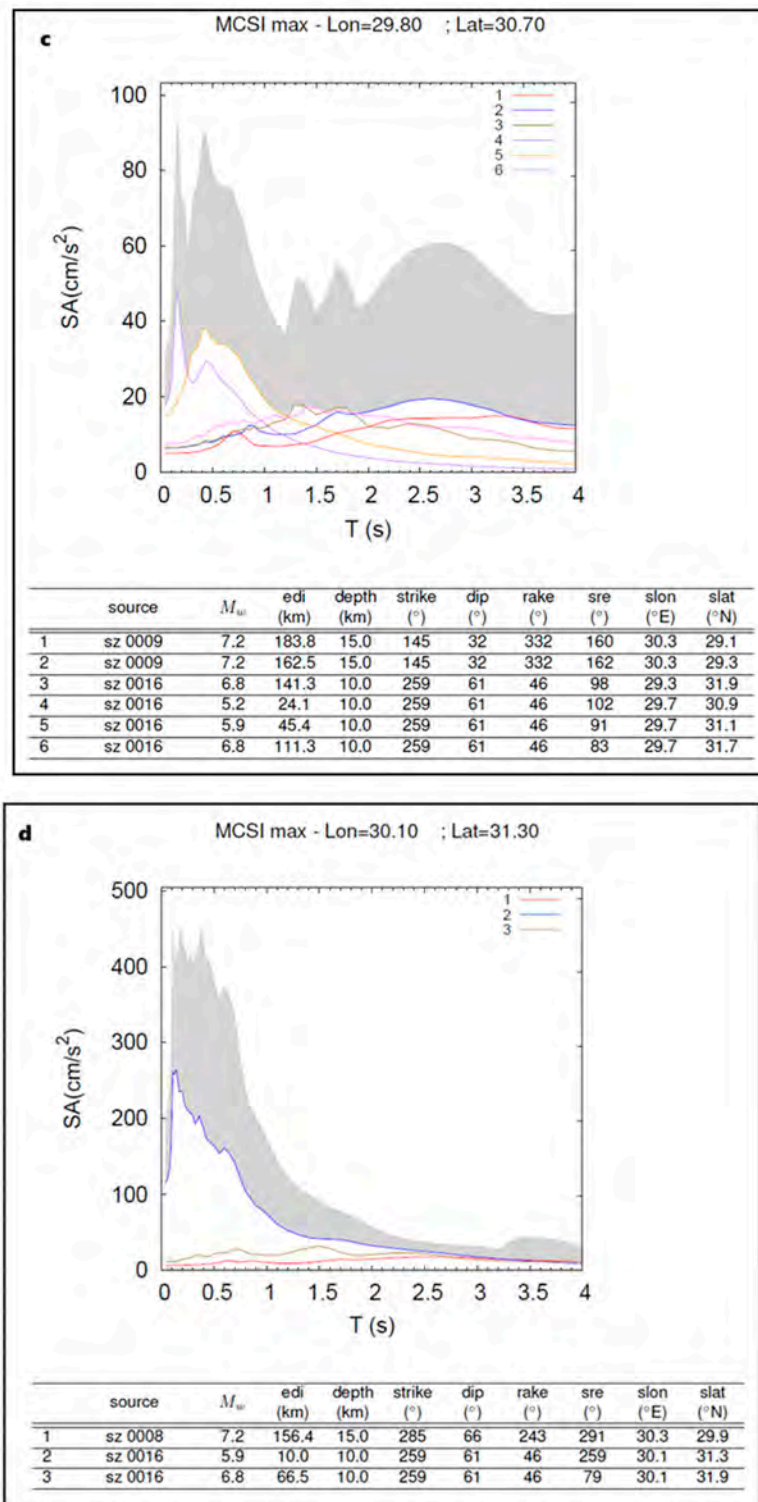 c
MCSI max - Lon=29.80 ; Lat=30.70
SA(cm/s²)
100
80
60
40
20
0
1
2
3
4
5
6
0 0.5 1 1.5 2 2.5 3 3.5 4
T (s)
source M_w edi (km) depth (km) strike (°) dip (°) rake (°) sre (°) slon (°E) slat (°N)
1 sz 0009 7.2 183.8 15.0 145 32 332 160 30.3 29.1
2 sz 0009 7.2 162.5 15.0 145 32 332 162 30.3 29.3
3 sz 0016 6.8 141.3 10.0 259 61 46 98 29.3 31.9
4 sz 0016 5.2 24.1 10.0 259 61 46 102 29.7 30.9
5 sz 0016 5.9 45.4 10.0 259 61 46 91 29.7 31.1
6 sz 0016 6.8 111.3 10.0 259 61 46 83 29.7 31.7
d
MCSI max - Lon=30.10 ; Lat=31.30
SA(cm/s²)
500
400
300
200
100
0
1
2
3
0 0.5 1 1.5 2 2.5 3 3.5 4
T (s)
source M_w edi (km) depth (km) strike (°) dip (°) rake (°) sre (°) slon (°E) slat (°N)
1 sz 0008 7.2 156.4 15.0 285 66 243 291 30.3 29.9
2 sz 0016 5.9 10.0 10.0 259 61 46 259 30.1 31.3
3 sz 0016 6.8 66.5 10.0 259 61 46 79 30.1 31.9